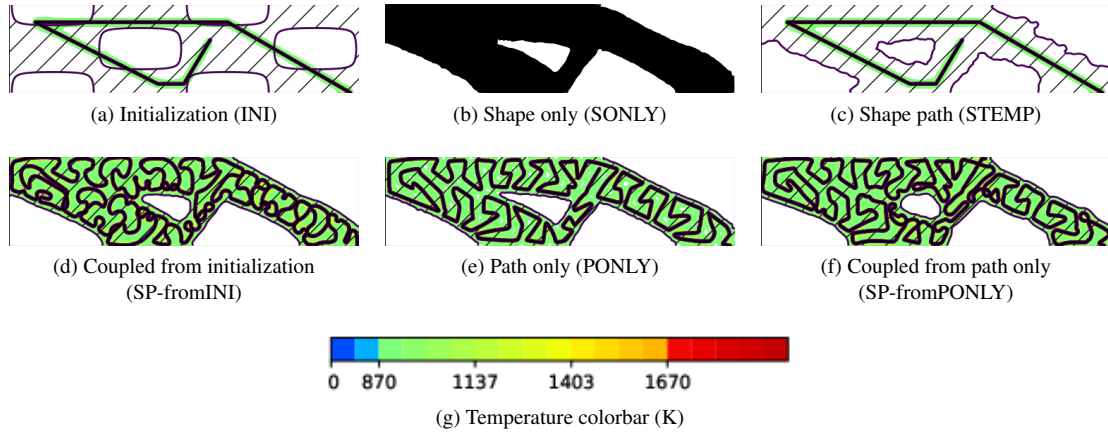 (a) Initialization (INI)
(b) Shape only (SONLY)
(c) Shape path (STEMP)
(d) Coupled from initialization
(SP-fromINI)
(e) Path only (PONLY)
(f) Coupled from path only
(SP-fromPONLY)
0 870 1137 1403 1670
(g) Temperature colorbar (K)